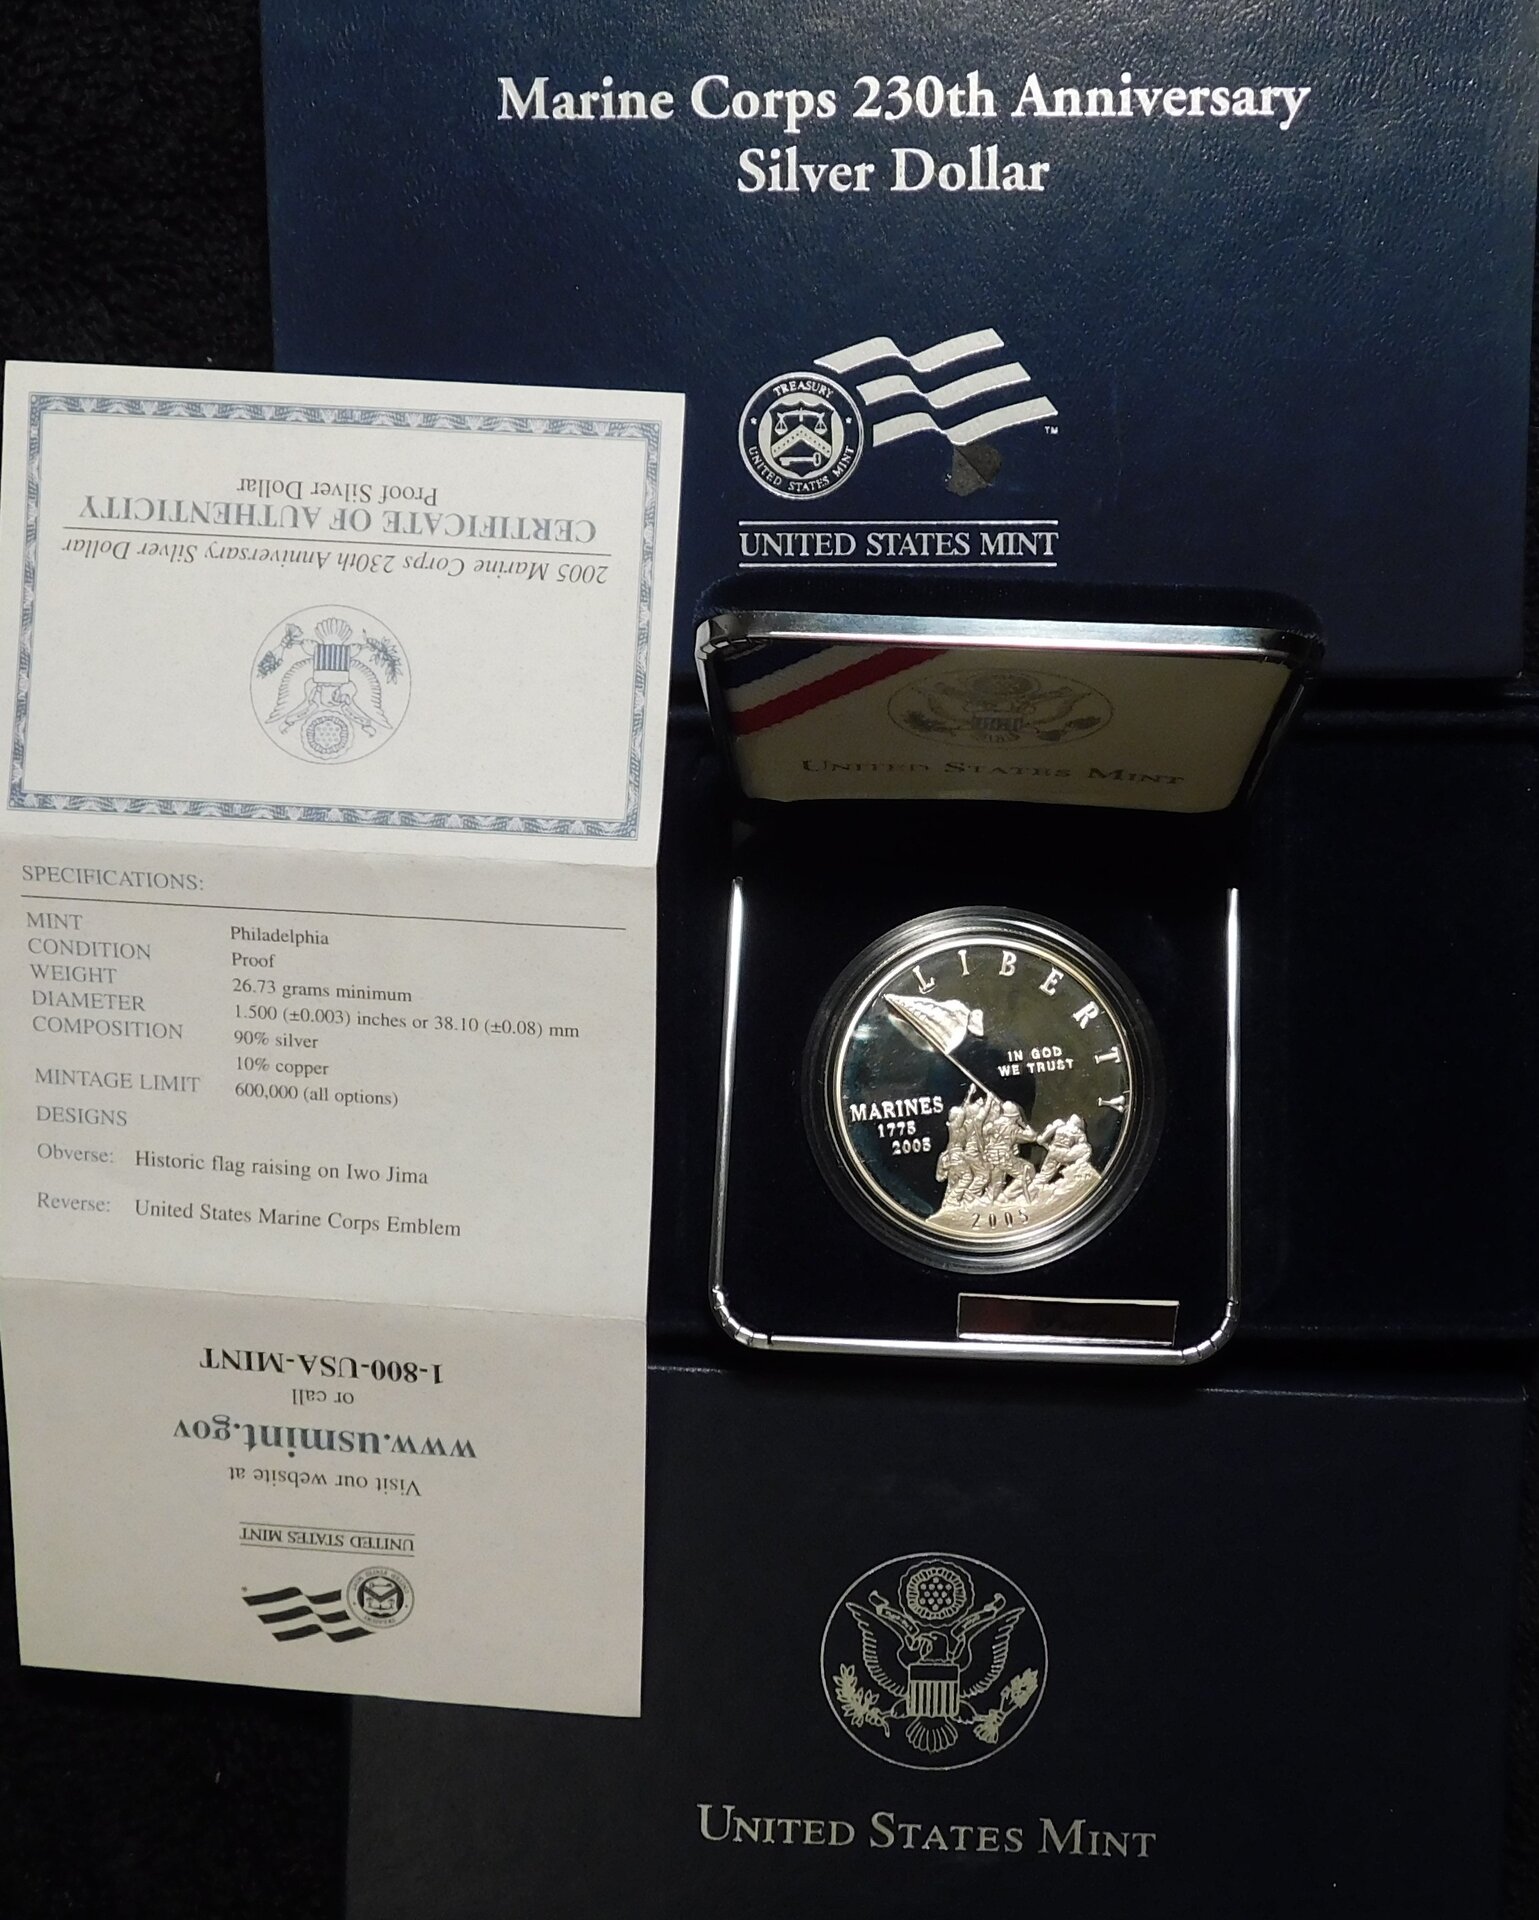 Marine Corps 230th Anniversary
Silver Dollar
TREASURY
UNITED STATES MINT
TM
UNITED STATES MINT
2005 Marine Corps 230th Anniversary Silver Dollar
CERTIFICATE OF AUTHENTICITY
Proof Silver Dollar
SPECIFICATIONS:
MINT Philadelphia
CONDITION Proof
WEIGHT 26.73 grams minimum
DIAMETER 1.500 (±0.003) inches or 38.10 (±0.08) mm
COMPOSITION 90% silver
10% copper
MINTAGE LIMIT 600,000 (all options)
DESIGNS
Obverse: Historic flag raising on Iwo Jima
Reverse: United States Marine Corps Emblem
UNITED STATES MINT
Visit our website at
www.usmint.gov
or call
1-800-USA-MINT
UNITED STATES MINT
LIBERTY
IN GOD
WE TRUST
MARINES
1775
2005
2005
UNITED STATES MINT